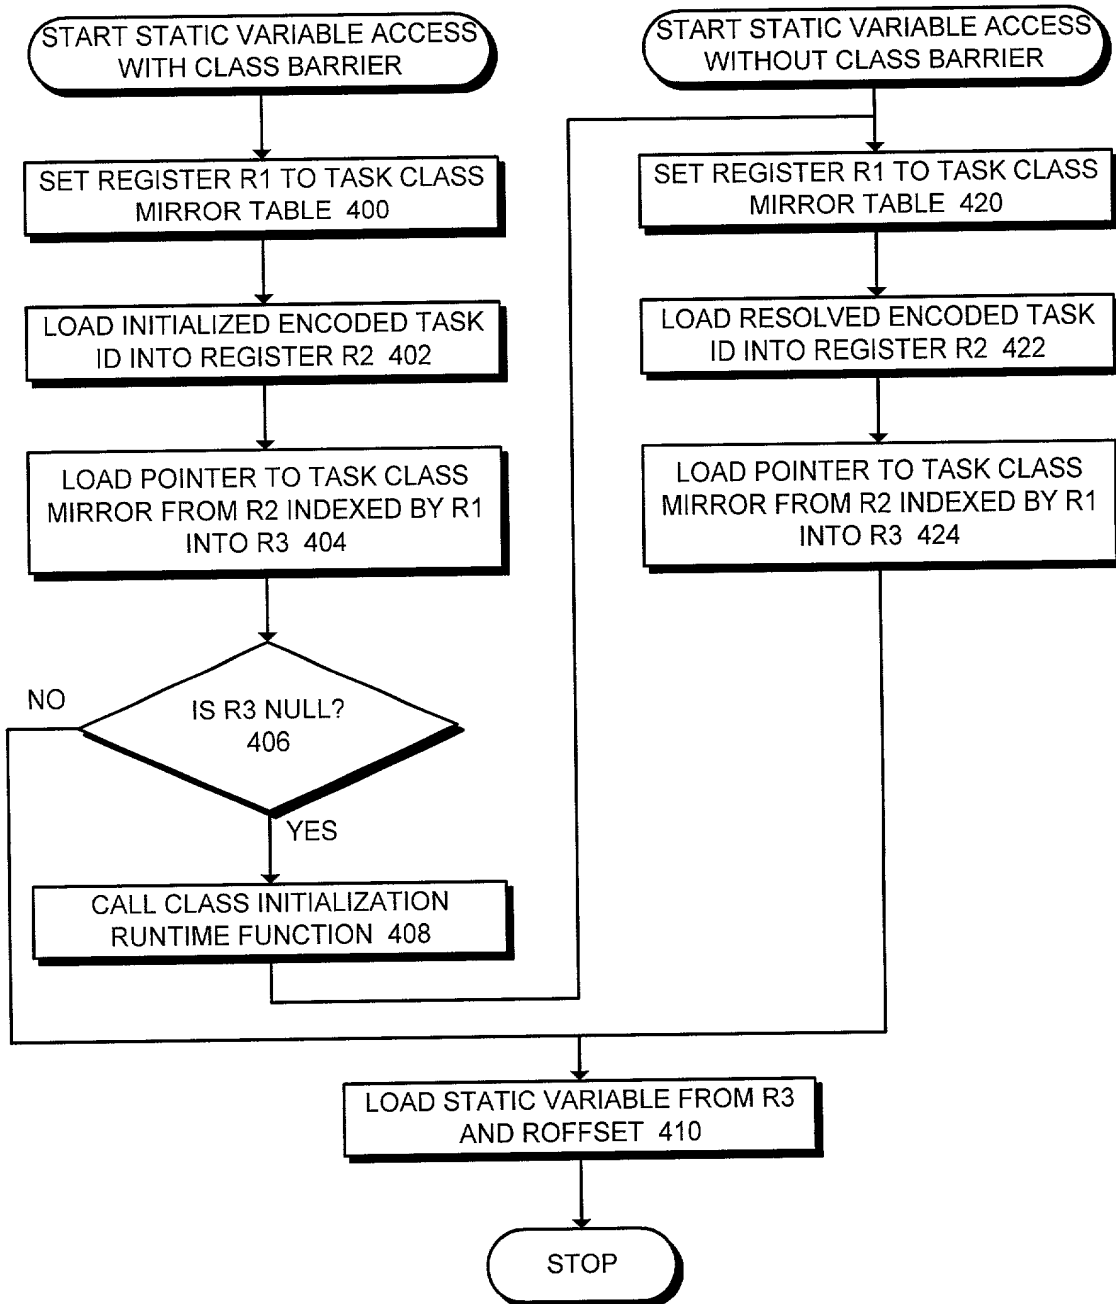 START STATIC VARIABLE ACCESS
WITH CLASS BARRIER
SET REGISTER R1 TO TASK CLASS
MIRROR TABLE 400
LOAD INITIALIZED ENCODED TASK
ID INTO REGISTER R2 402
LOAD POINTER TO TASK CLASS
MIRROR FROM R2 INDEXED BY R1
INTO R3 404
NO
IS R3 NULL?
406
YES
CALL CLASS INITIALIZATION
RUNTIME FUNCTION 408
START STATIC VARIABLE ACCESS
WITHOUT CLASS BARRIER
SET REGISTER R1 TO TASK CLASS
MIRROR TABLE 420
LOAD RESOLVED ENCODED TASK
ID INTO REGISTER R2 422
LOAD POINTER TO TASK CLASS
MIRROR FROM R2 INDEXED BY R1
INTO R3 424
LOAD STATIC VARIABLE FROM R3
AND ROFFSET 410
STOP